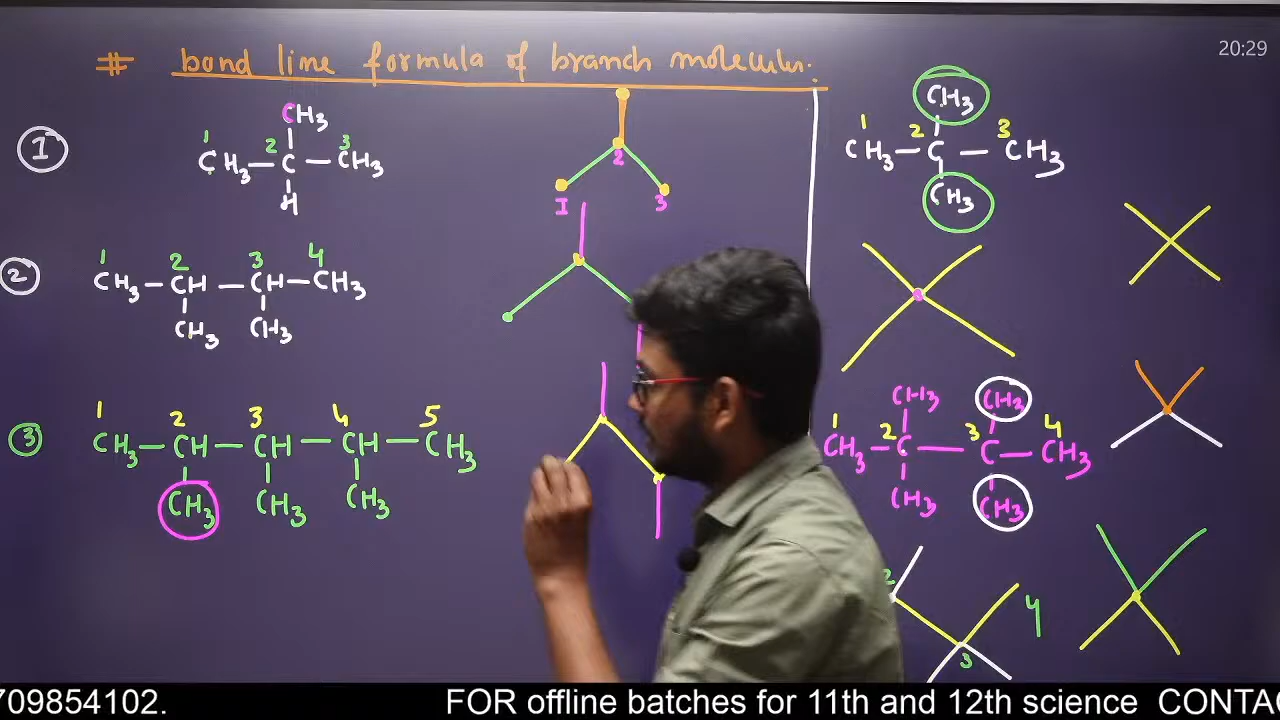 20:29
# bond line formula of branch molecular.
1
CH3
1 2 3
CH3 — C — CH3
H
2
1 3
2
1 2 3 4
CH3 — CH — CH — CH3
CH3 CH3
3
1 2 3 4 5
CH3 — CH — CH — CH — CH3
CH3 CH3 CH3
CH3
1 2 3
CH3 — C — CH3
CH3
CH3 CH3
1 2 3 4
CH3 — C — C — CH3
CH3 CH3
2 4
3
709854102. FOR offline batches for 11th and 12th science CONTA